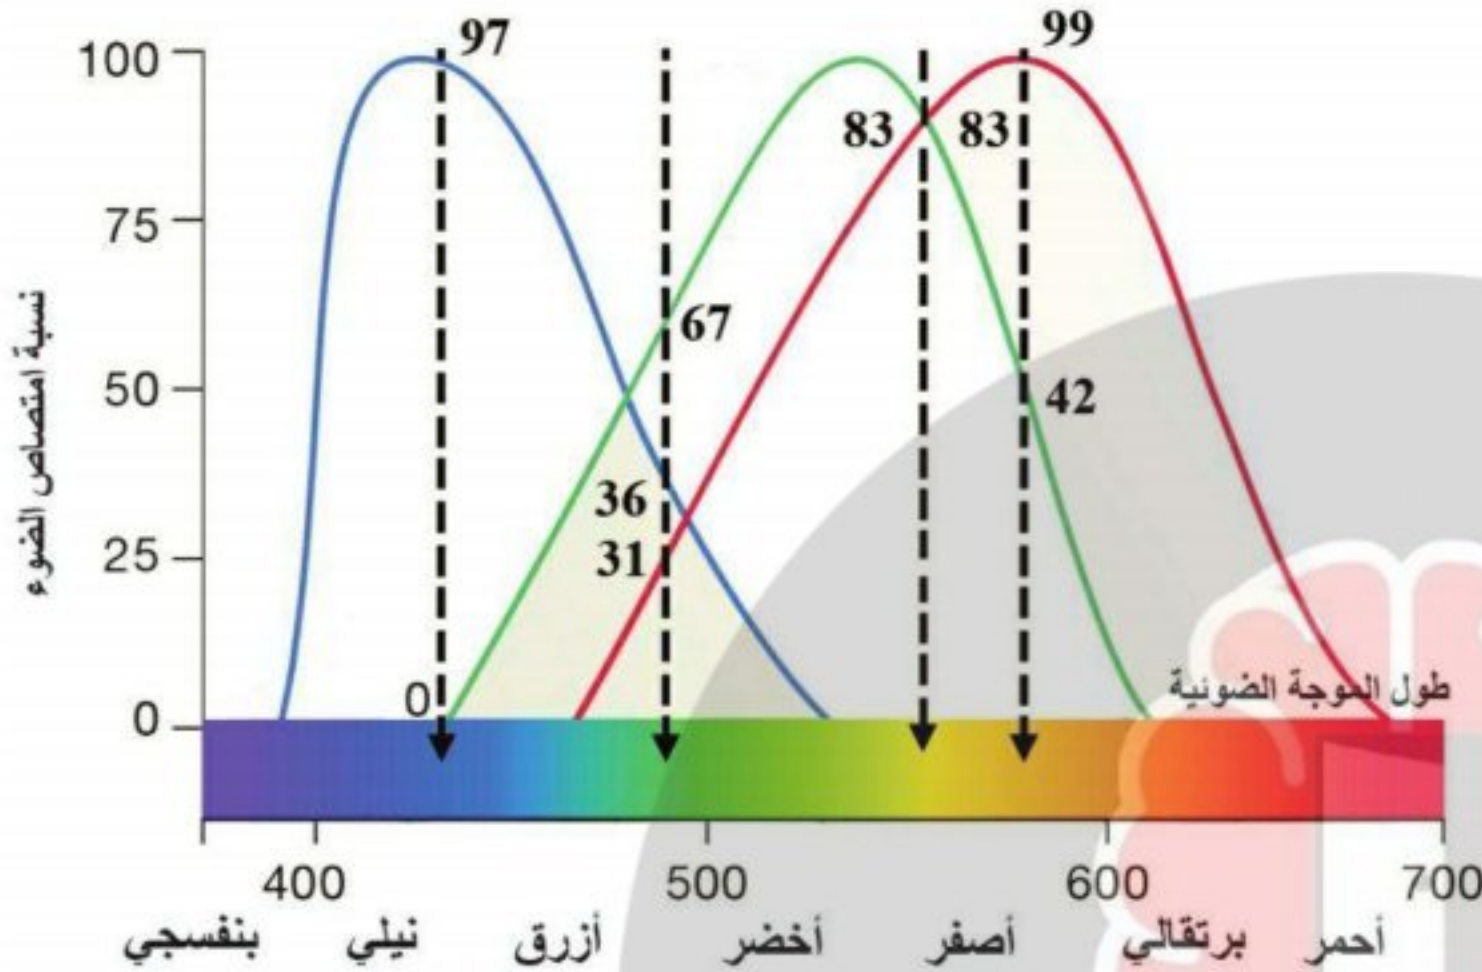 97
99
100
83
83
75
67
50
42
36
31
25
0
0
نسبة امتصاص الضوء
طول الموجة الضوئية
400
500
600
700
بنفسجي
نيلي
أزرق
أخضر
أصفر
برتقالي
أحمر